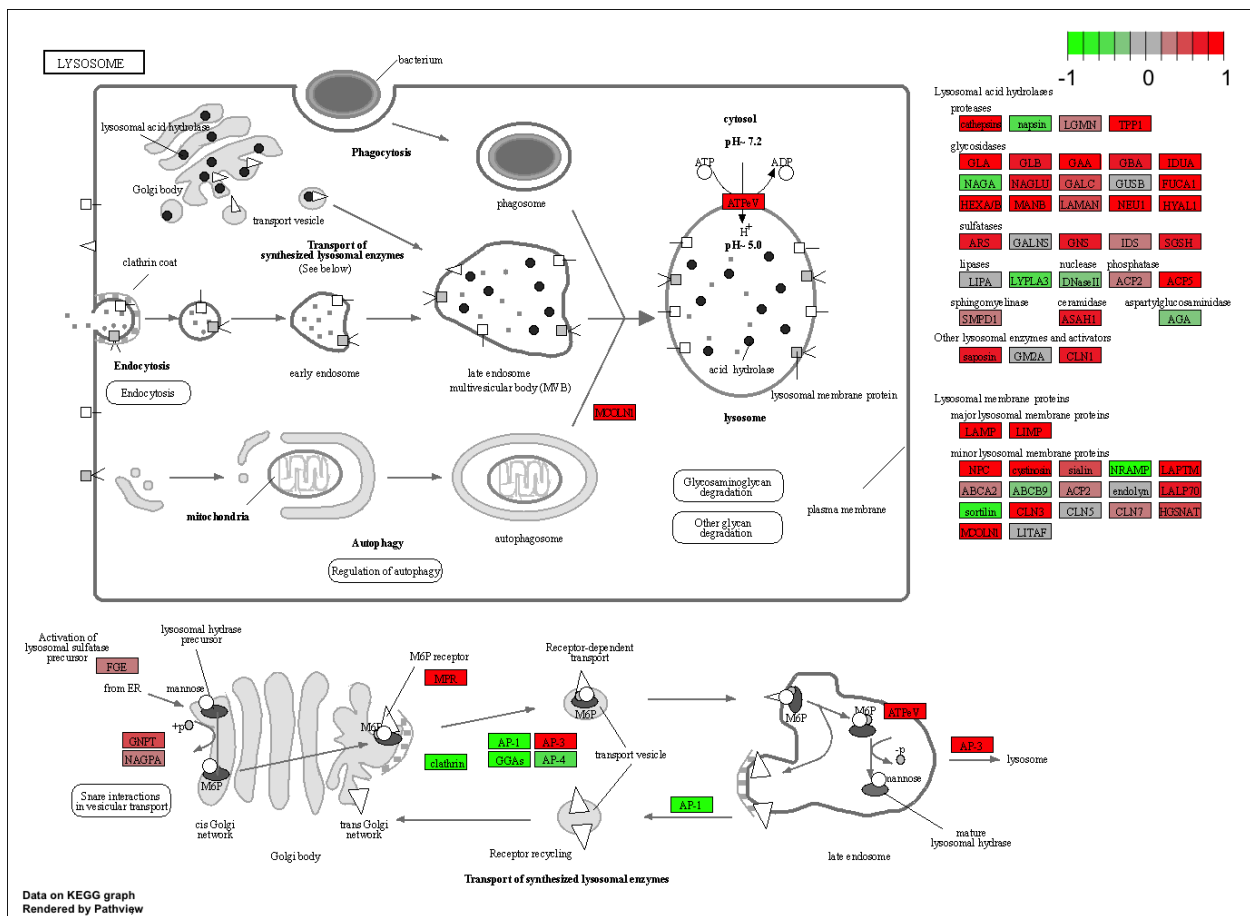 LYSOSOME
bacterium
lysosomal acid hydrolase
Golgi body
transport vesicle
Phagocytosis
phagosome
Transport of
synthesized lysosomal enzymes
(See below)
clathrin coat
Endocytosis
Endocytosis
early endosome
late endosome
multivesicular body (MVB)
cytosol
pH~ 7.2
ATP
ADP
ATPeV
H+
pH~ 5.0
acid hydrolase
lysosomal membrane protein
lysosome
MCOLN1
mitochondria
Autophagy
Regulation of autophagy
autophagosome
Glycosaminoglycan
degradation
Other glycan
degradation
plasma membrane
-1 0 1
Lysosomal acid hydrolases
proteases
cathepsins napsin LGMN TPP1
glycosidases
GLA GLB GAA GBA IDUA
NAGA NAGLU GALC GUSB FUCA1
HEXA/B MANB LAMAN NEU1 HYAL1
sulfatases
ARS GALNS GNS IDS SGSH
lipases nuclease phosphatase
LIPA LYPLA3 DNaseII ACP2 ACP5
sphingomyelinase ceramidase aspartylglucosaminidase
SMPD1 ASAH1 AGA
Other lysosomal enzymes and activators
saposin GM2A CLN1
Lysosomal membrane proteins
major lysosomal membrane proteins
LAMP LIMP
minor lysosomal membrane proteins
NPC cystinosin sialin NRAMP LAPTM
ABCA2 ABCB9 ACP2 endolyn LALP70
sortilin CLN3 CLN5 CLN7 HGSNAT
MCOLN1 LITAF
Activation of
lysosomal sulfatase
precursor
FGE
lysosomal hydrase
precursor
from ER
mannose
+p
GNPT
NAGPA
M6P
Snare interactions
in vesicular transport
cis Golgi
network
Golgi body
trans Golgi
network
M6P receptor
MPR
M6P
clathrin
AP-1 AP-3
GGAs AP-4
Receptor-dependent
transport
M6P
transport vesicle
Receptor recycling
AP-1
M6P
M6P
ATPeV
-p
mannose
AP-3
lysosome
mature
lysosomal hydrase
late endosome
Transport of synthesized lysosomal enzymes
Data on KEGG graph
Rendered by Pathview